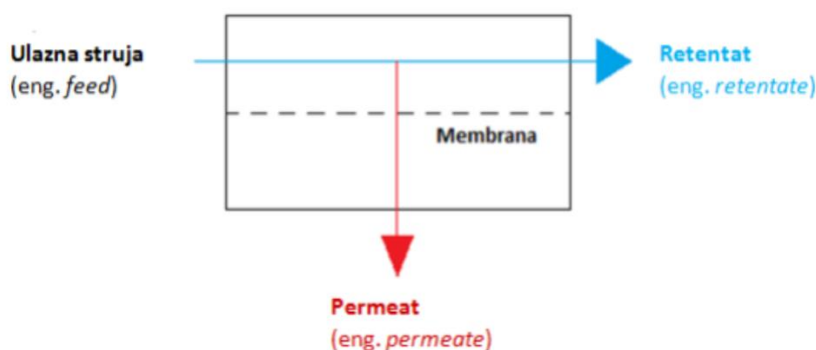 Ulazna struja
(eng. feed)
Retentat
(eng. retentate)
Membrana
Permeat
(eng. permeate)